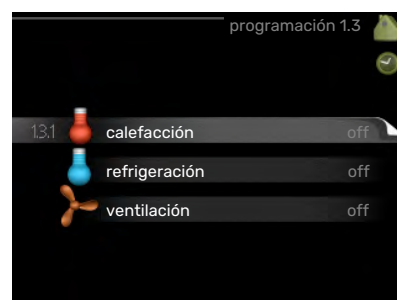 programación 1.3
1.3.1 calefacción off
refrigeración off
ventilación off